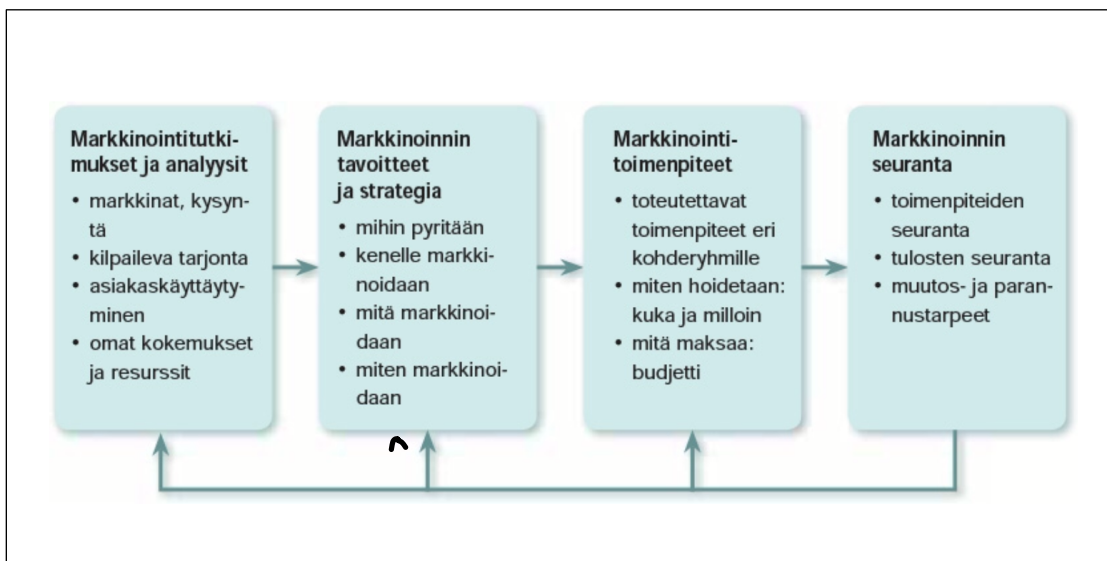 Markkinointitutki-
mukset ja analyysit
• markkinat, kysyn-
tä
• kilpaileva tarjonta
• asiakaskäyttäyty-
minen
• omat kokemukset
ja resurssit
Markkinoinnin
tavoitteet
ja strategia
• mihin pyritään
• kenelle markki-
noidaan
• mitä markkinoi-
daan
• miten markkinoi-
daan
Markkinointi-
toimenpiteet
• toteutettavat
toimenpiteet eri
kohderyhmille
• miten hoidetaan:
kuka ja milloin
• mitä maksaa:
budjetti
Markkinoinnin
seuranta
• toimenpiteiden
seuranta
• tulosten seuranta
• muutos- ja paran-
nustarpeet